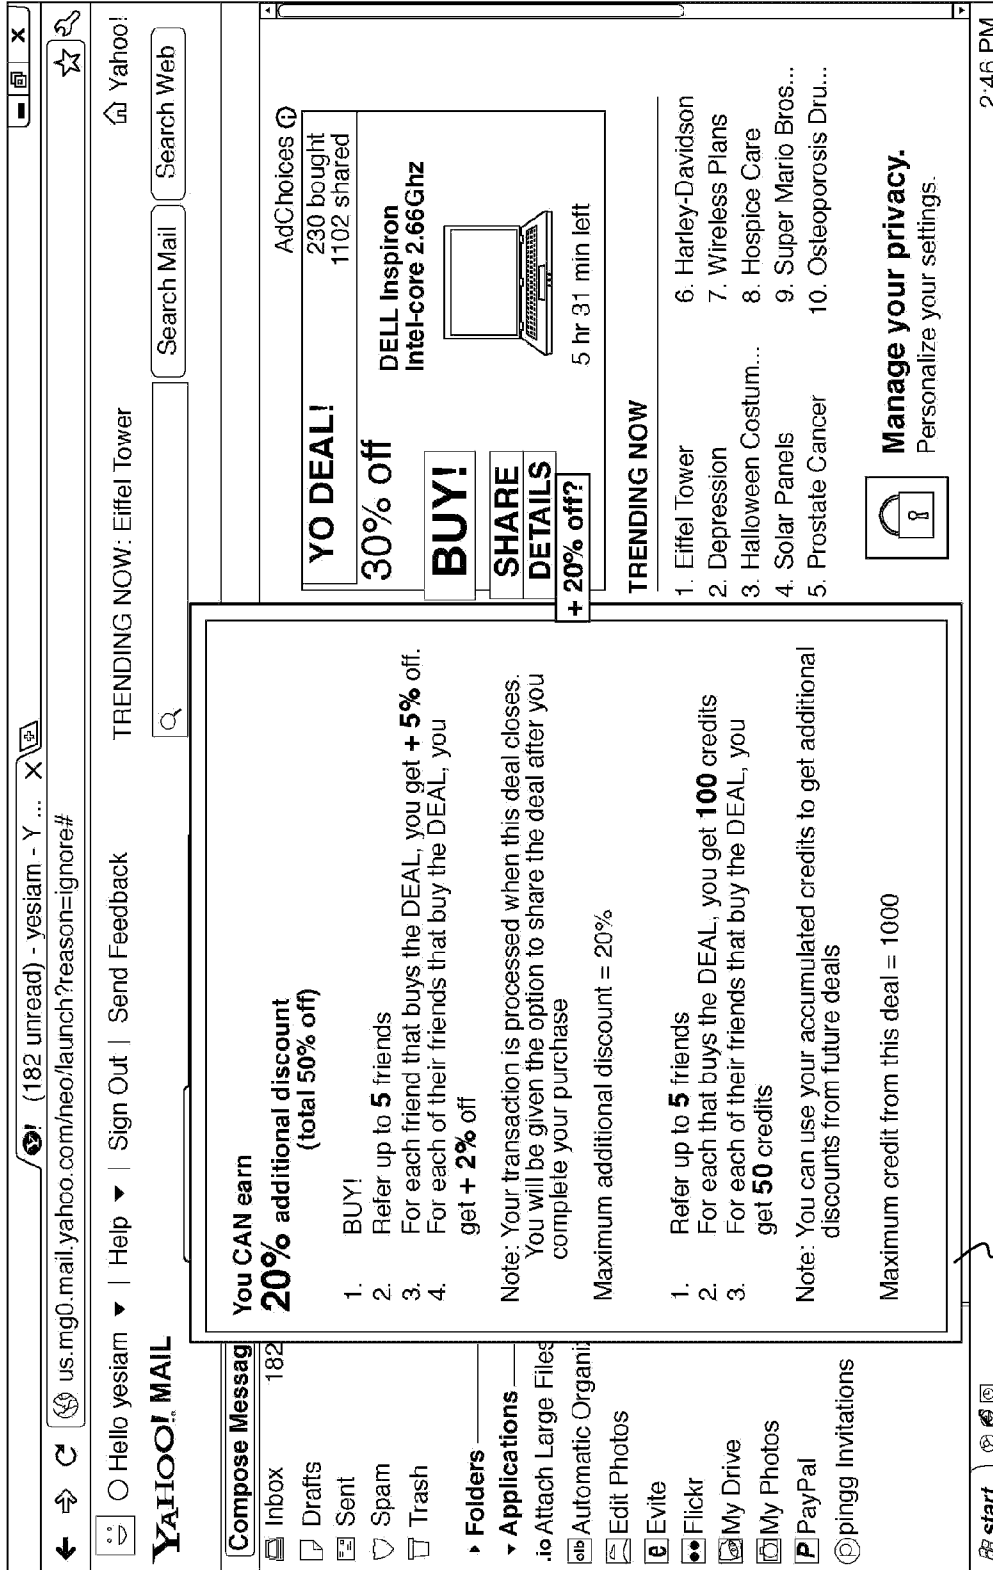 (182 unread) - yesiam - Y ... X
us.mg0.mail.yahoo.com/neo/launch?reason=ignore#
Hello yesiam ▼ | Help ▼ | Sign Out | Send Feedback
TRENDING NOW: Eiffel Tower
Yahoo!
YAHOO! MAIL
Search Mail
Search Web
Compose Messag
Inbox 182
Drafts
Sent
Spam
Trash
Folders
Applications
.io Attach Large Files
olb Automatic Organi
Edit Photos
e Evite
Flickr
My Drive
My Photos
P PayPal
pingg Invitations
You CAN earn
20% additional discount
(total 50% off)
1. BUY!
2. Refer up to 5 friends
3. For each friend that buys the DEAL, you get + 5% off.
4. For each of their friends that buy the DEAL, you
get + 2% off
Note: Your transaction is processed when this deal closes.
You will be given the option to share the deal after you
complete your purchase
Maximum additional discount = 20%
1. Refer up to 5 friends
2. For each that buys the DEAL, you get 100 credits
3. For each of their friends that buy the DEAL, you
get 50 credits
Note: You can use your accumulated credits to get additional
discounts from future deals
Maximum credit from this deal = 1000
AdChoices
YO DEAL!
230 bought
1102 shared
30% off
DELL Inspiron
Intel-core 2.66Ghz
BUY!
SHARE
DETAILS
+ 20% off?
5 hr 31 min left
TRENDING NOW
1. Eiffel Tower
2. Depression
3. Halloween Costum...
4. Solar Panels
5. Prostate Cancer
6. Harley-Davidson
7. Wireless Plans
8. Hospice Care
9. Super Mario Bros...
10. Osteoporosis Dru...
Manage your privacy.
Personalize your settings.
start
2:46 PM